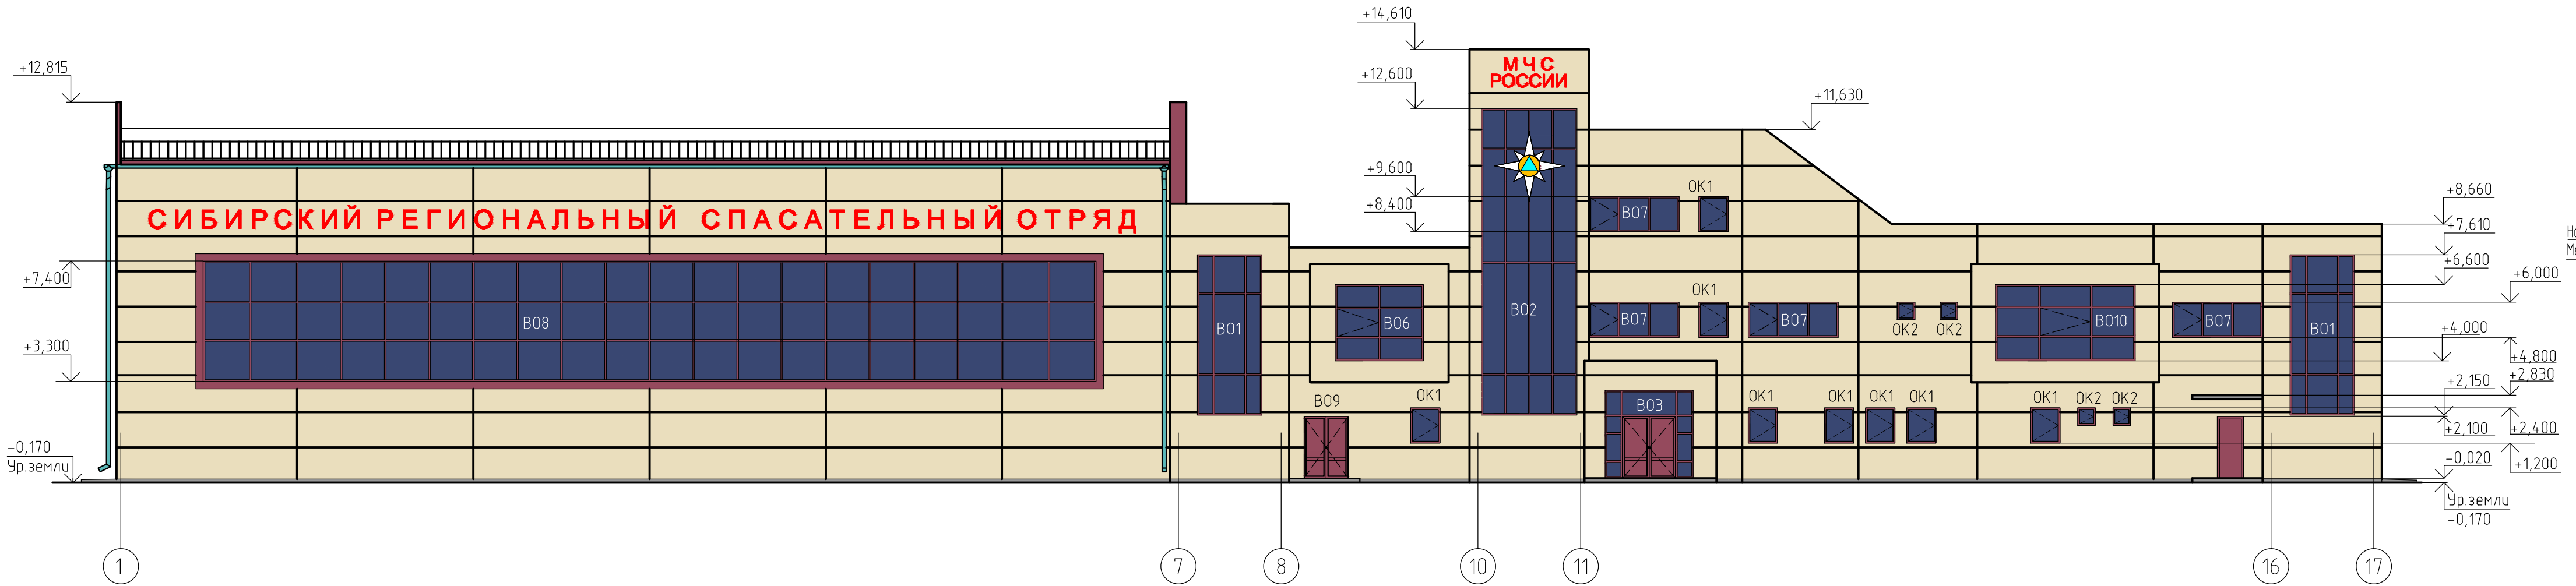 +14,610
+12,815
МЧС
РОССИИ
+12,600
+11,630
+9,600
ОК1
+8,660
+8,400
ВО7
СИБИРСКИЙ РЕГИОНАЛЬНЫЙ СПАСАТЕЛЬНЫЙ ОТРЯД
+7,610
+7,400
+6,600
+6,000
ОК1
ВО8
ВО1
ВО6
ВО2
ВО7
ВО7
ОК2
ОК2
ВО10
ВО7
ВО1
+3,300
+4,000
+4,800
+2,830
+2,150
ВО9
ОК1
ВО3
ОК1
ОК1
ОК1
ОК1
ОК1
ОК2
ОК2
+2,100
+2,400
-0,170
Ур.земли
-0,020
+1,200
Ур.земли
-0,170
1
7
8
10
11
16
17